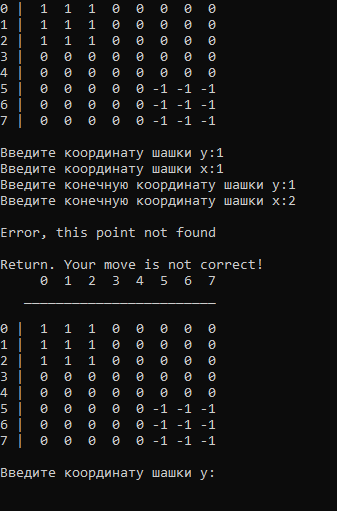 0 |  1  1  1  0  0  0  0  0
1 |  1  1  1  0  0  0  0  0
2 |  1  1  1  0  0  0  0  0
3 |  0  0  0  0  0  0  0  0
4 |  0  0  0  0  0  0  0  0
5 |  0  0  0  0  0 -1 -1 -1
6 |  0  0  0  0  0 -1 -1 -1
7 |  0  0  0  0  0 -1 -1 -1
Введите координату шашки y:1
Введите координату шашки x:1
Введите конечную координату шашки y:1
Введите конечную координату шашки x:2
Error, this point not found
Return. Your move is not correct!
     0  1  2  3  4  5  6  7
   ________________________
0 |  1  1  1  0  0  0  0  0
1 |  1  1  1  0  0  0  0  0
2 |  1  1  1  0  0  0  0  0
3 |  0  0  0  0  0  0  0  0
4 |  0  0  0  0  0  0  0  0
5 |  0  0  0  0  0 -1 -1 -1
6 |  0  0  0  0  0 -1 -1 -1
7 |  0  0  0  0  0 -1 -1 -1
Введите координату шашки y: